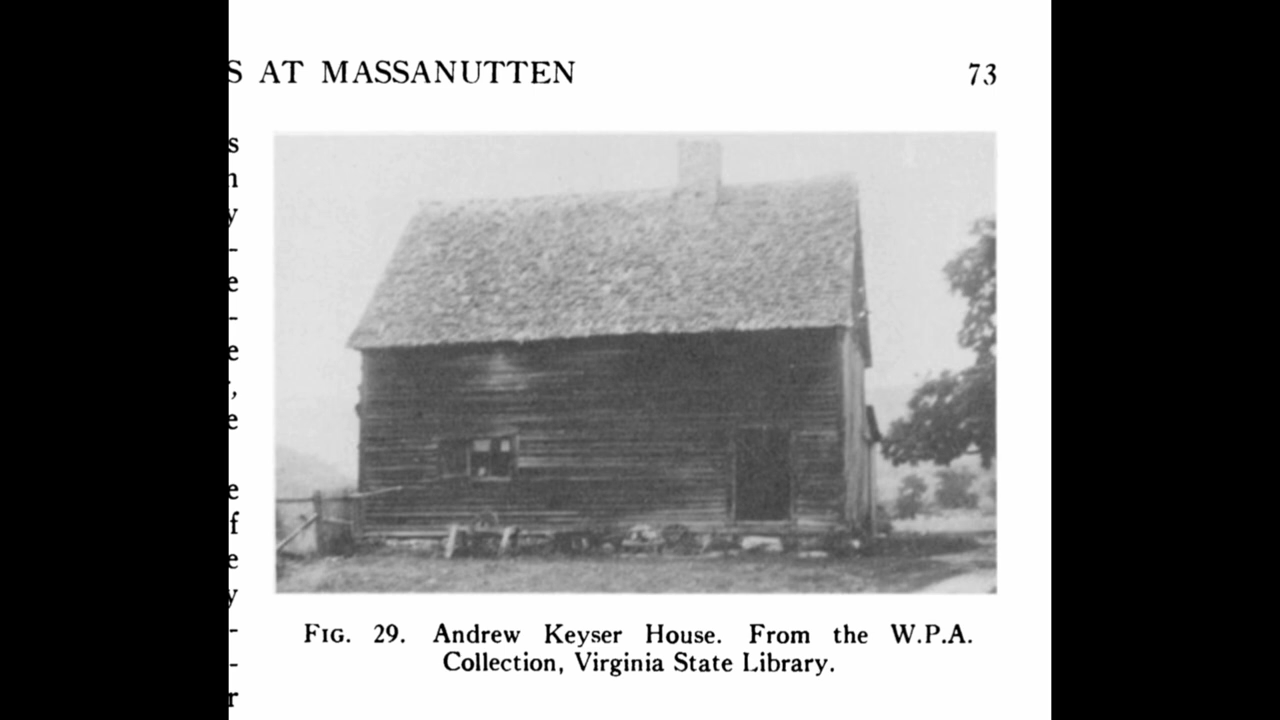 S AT MASSANUTTEN 73
s
n
y
-
e
-
e
,
e
e
f
e
y
-
-
r
FIG. 29. Andrew Keyser House. From the W.P.A.
Collection, Virginia State Library.